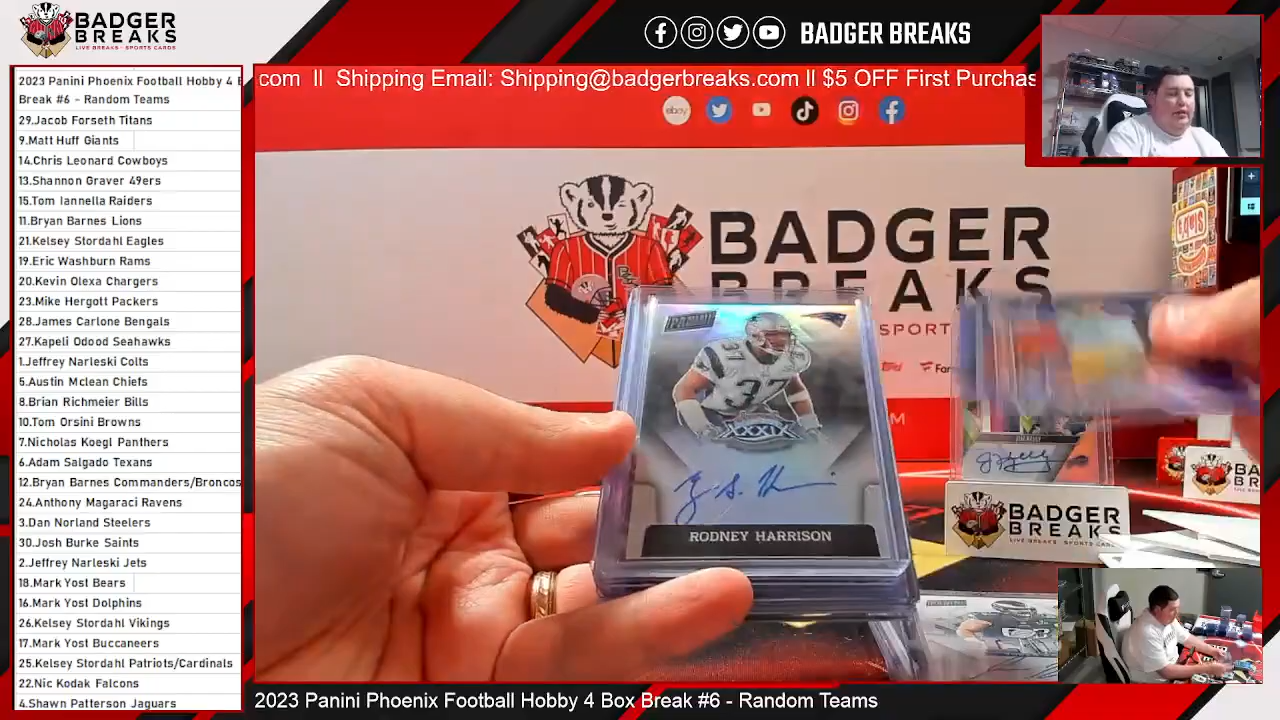 BADGER
BREAKS
LIVE BREAKS · SPORTS CARDS
BADGER BREAKS
com ll Shipping Email: Shipping@badgerbreaks.com ll $5 OFF First Purchas
2023 Panini Phoenix Football Hobby 4 B
Break #6 - Random Teams
29.Jacob Forseth Titans
9.Matt Huff Giants
14.Chris Leonard Cowboys
13.Shannon Graver 49ers
15.Tom Iannella Raiders
11.Bryan Barnes Lions
21.Kelsey Stordahl Eagles
19.Eric Washburn Rams
20.Kevin Olexa Chargers
23.Mike Hergott Packers
28.James Carlone Bengals
27.Kapeli Odood Seahawks
1.Jeffrey Narleski Colts
5.Austin Mclean Chiefs
8.Brian Richmeier Bills
10.Tom Orsini Browns
7.Nicholas Koegl Panthers
6.Adam Salgado Texans
12.Bryan Barnes Commanders/Broncos
24.Anthony Magaraci Ravens
3.Dan Norland Steelers
30.Josh Burke Saints
2.Jeffrey Narleski Jets
18.Mark Yost Bears
16.Mark Yost Dolphins
26.Kelsey Stordahl Vikings
17.Mark Yost Buccaneers
25.Kelsey Stordahl Patriots/Cardinals
22.Nic Kodak Falcons
4.Shawn Patterson Jaguars
ebay
BADGER
BREAKS
SPORT
PANINI
37
XXXIX
RODNEY HARRISON
BADGER
BREAKS
LIVE BREAKS · SPORTS CARDS
BADG
BREA
2023 Panini Phoenix Football Hobby 4 Box Break #6 - Random Teams